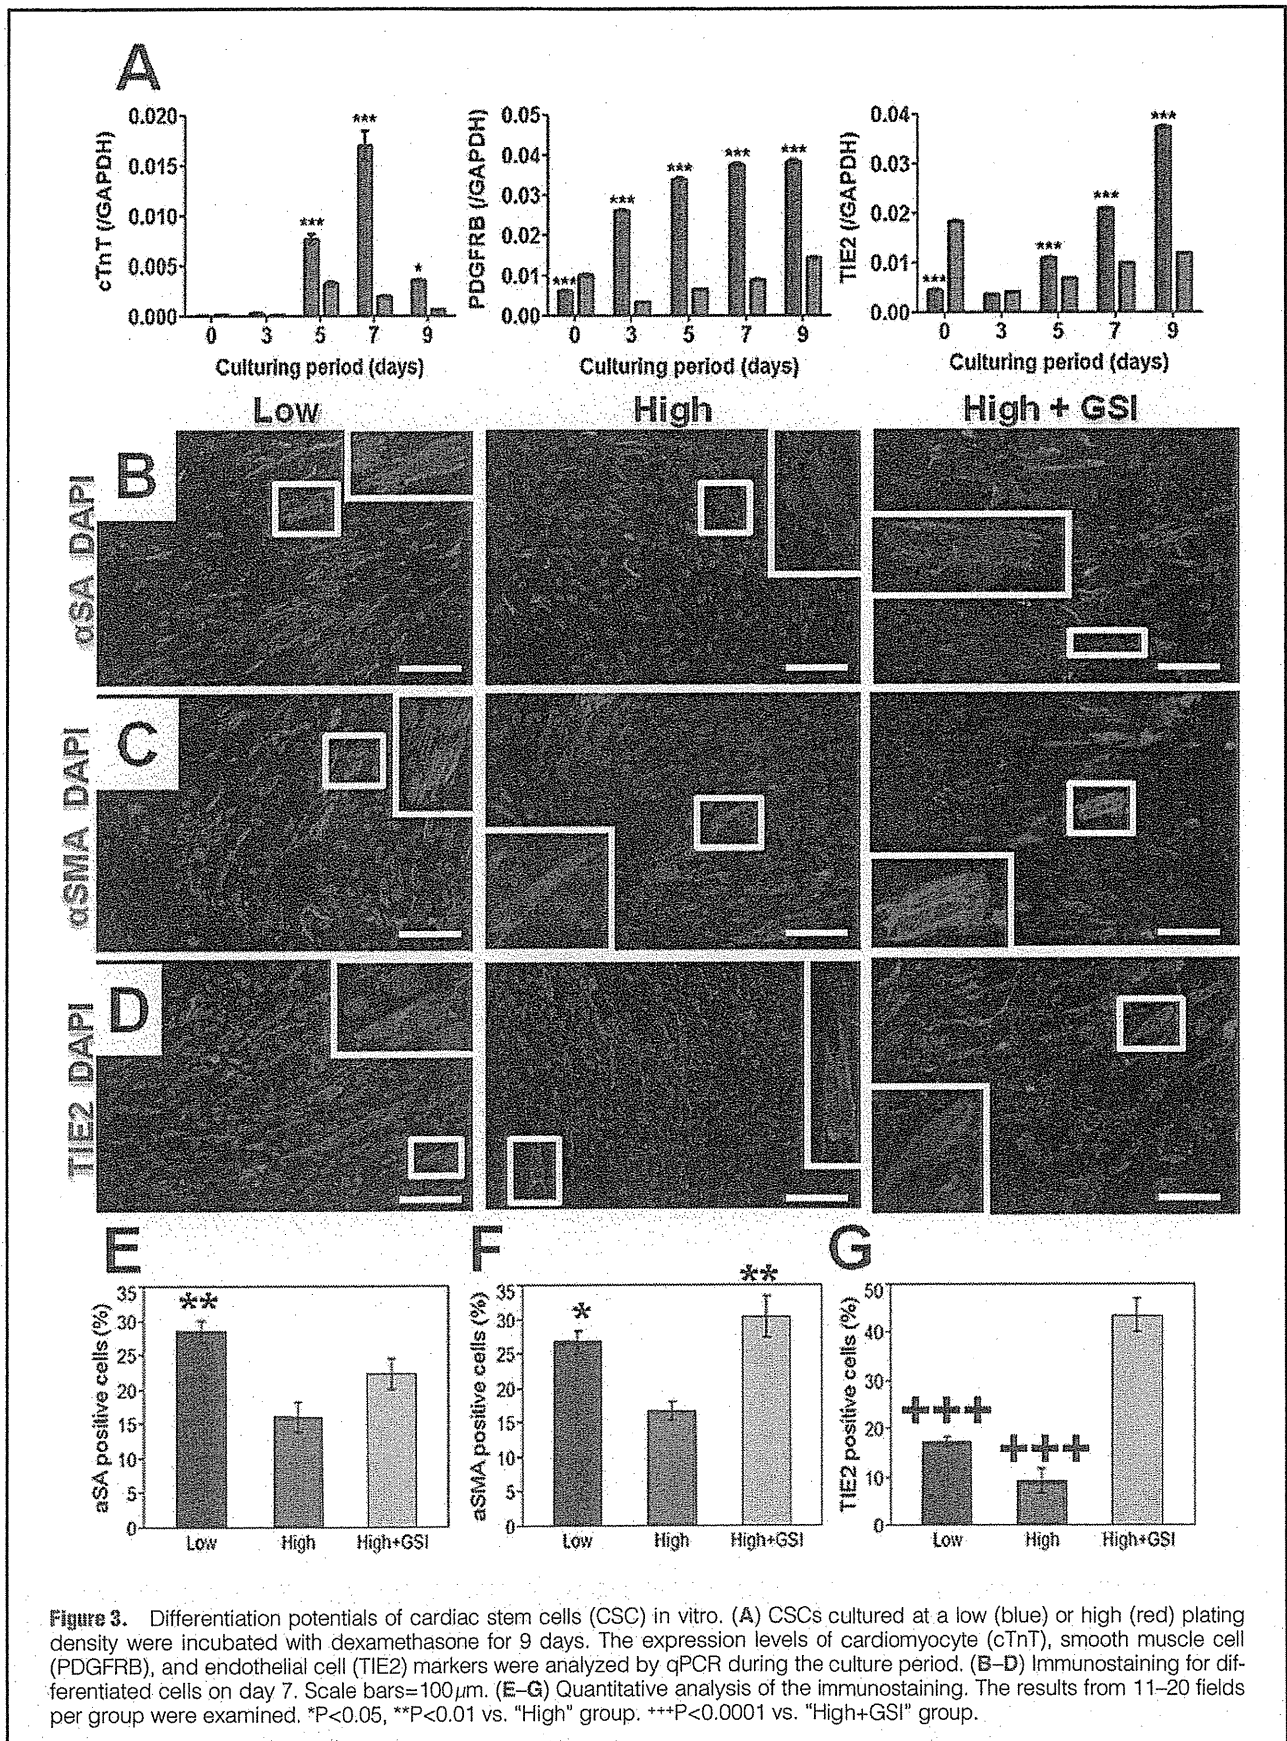 A
0.020
0.015
0.010
0.005
0.000
cTnT (/GAPDH)
***
***
*
0 3 5 7 9
Culturing period (days)
0.05
0.04
0.03
0.02
0.01
0.00
PDGFRB (/GAPDH)
***
***
***
***
***
0 3 5 7 9
Culturing period (days)
0.04
0.03
0.02
0.01
0.00
TIE2 (/GAPDH)
***
***
***
***
0 3 5 7 9
Culturing period (days)
Low High High + GSI
B
αSA DAPI
C
αSMA DAPI
D
TIE2 DAPI
E
35
30
25
20
15
10
5
0
aSA positive cells (%)
**
Low High High+GSI
F
35
30
25
20
15
10
5
0
aSMA positive cells (%)
*
**
Low High High+GSI
G
50
40
30
20
10
0
TIE2 positive cells (%)
+++
+++
Low High High+GSI
Figure 3. Differentiation potentials of cardiac stem cells (CSC) in vitro. (A) CSCs cultured at a low (blue) or high (red) plating
density were incubated with dexamethasone for 9 days. The expression levels of cardiomyocyte (cTnT), smooth muscle cell
(PDGFRB), and endothelial cell (TIE2) markers were analyzed by qPCR during the culture period. (B–D) Immunostaining for dif-
ferentiated cells on day 7. Scale bars=100μm. (E–G) Quantitative analysis of the immunostaining. The results from 11–20 fields
per group were examined. *P<0.05, **P<0.01 vs. "High" group. +++P<0.0001 vs. "High+GSI" group.